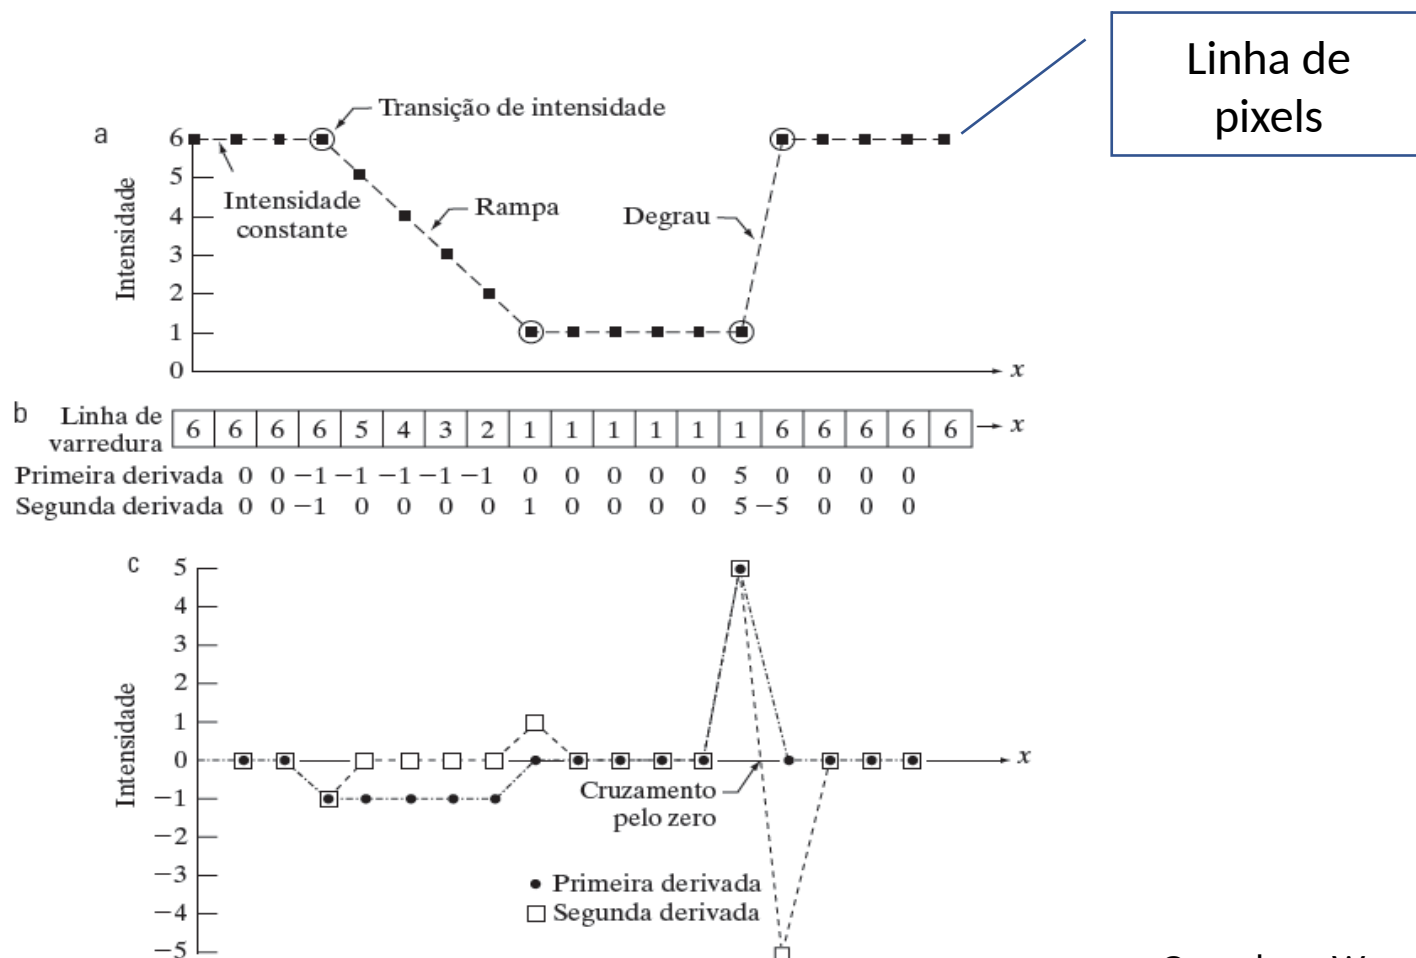 Linha de
pixels
a
Transição de intensidade
6
5
4
3
2
1
0
Intensidade
Intensidade
constante
Rampa
Degrau
x
b
Linha de
varredura
6 6 6 6 5 4 3 2 1 1 1 1 1 1 6 6 6 6 6
x
Primeira derivada 0 0 −1 −1 −1 −1 −1 0 0 0 0 0 5 0 0 0 0
Segunda derivada 0 0 −1 0 0 0 0 1 0 0 0 0 5 −5 0 0 0
c
5
4
3
2
1
0
−1
−2
−3
−4
−5
Intensidade
x
Cruzamento
pelo zero
Primeira derivada
Segunda derivada